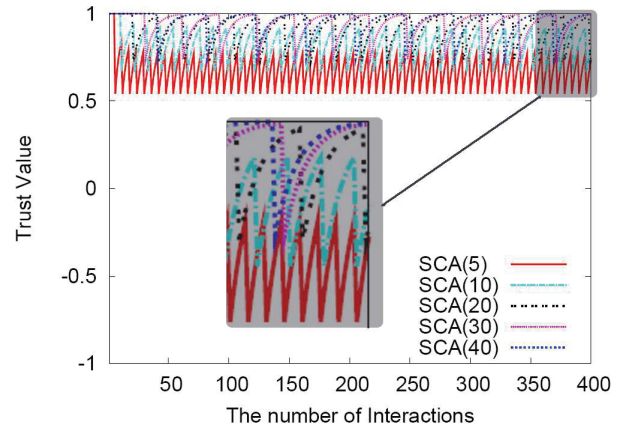 1
0.5
0
-0.5
-1
Trust Value
SCA(5)
SCA(10)
SCA(20)
SCA(30)
SCA(40)
50 100 150 200 250 300 350 400
The number of Interactions